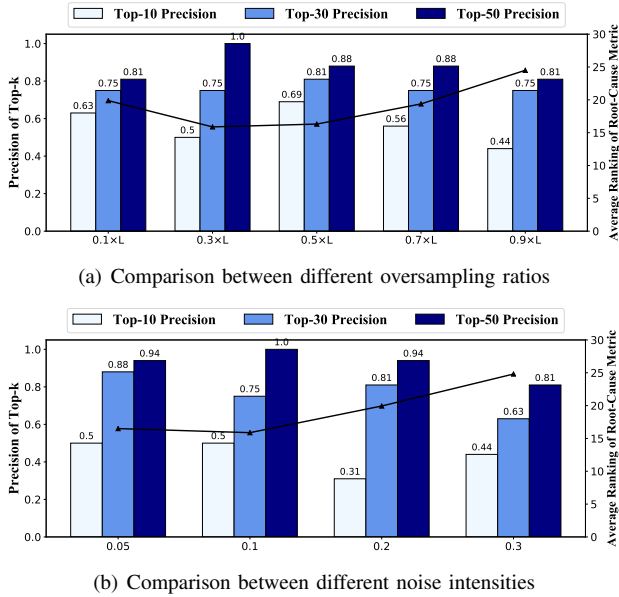 Top-10 Precision Top-30 Precision Top-50 Precision
Precision of Top-k
1.0
0.8
0.6
0.4
0.2
0.0
0.63 0.75 0.81
0.5 0.75 1.0
0.69 0.81 0.88
0.56 0.75 0.88
0.44 0.75 0.81
30
25
20
15
10
5
0
Average Ranking of Root-Cause Metric
0.1×L 0.3×L 0.5×L 0.7×L 0.9×L
(a) Comparison between different oversampling ratios
Top-10 Precision Top-30 Precision Top-50 Precision
Precision of Top-k
1.0
0.8
0.6
0.4
0.2
0.0
0.5 0.88 0.94
0.5 0.75 1.0
0.31 0.81 0.94
0.44 0.63 0.81
30
25
20
15
10
5
0
Average Ranking of Root-Cause Metric
0.05 0.1 0.2 0.3
(b) Comparison between different noise intensities